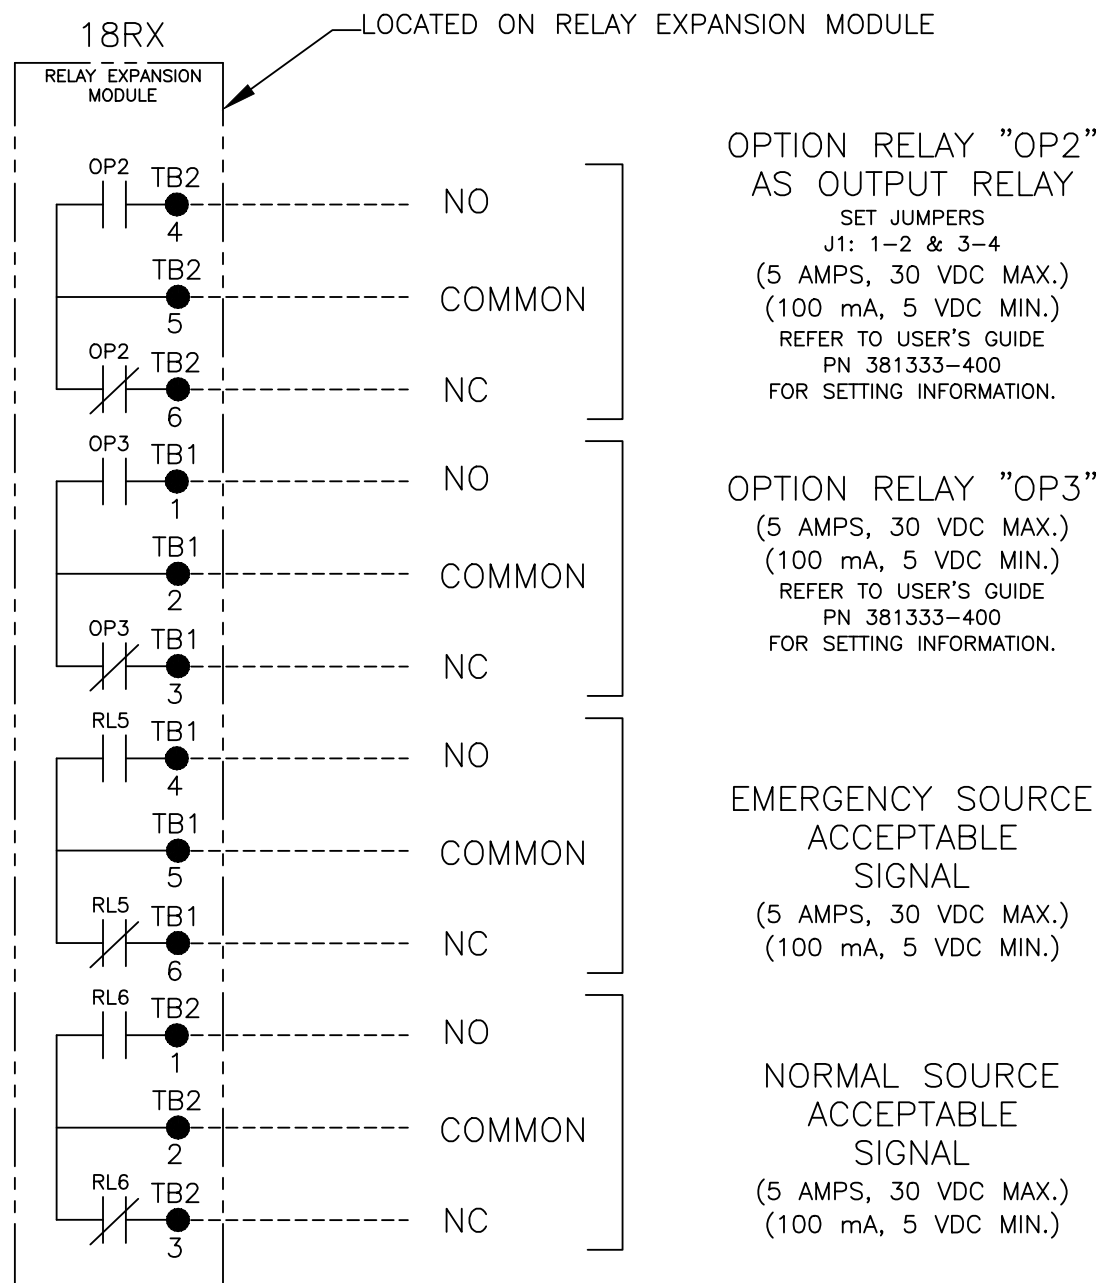 LOCATED ON RELAY EXPANSION MODULE
18RX
RELAY EXPANSION
MODULE
OP2 TB2
4
NO
TB2
5
COMMON
OP2 TB2
6
NC
OPTION RELAY "OP2"
AS OUTPUT RELAY
SET JUMPERS
J1: 1-2 & 3-4
(5 AMPS, 30 VDC MAX.)
(100 mA, 5 VDC MIN.)
REFER TO USER'S GUIDE
PN 381333-400
FOR SETTING INFORMATION.
OP3 TB1
1
NO
TB1
2
COMMON
OP3 TB1
3
NC
OPTION RELAY "OP3"
(5 AMPS, 30 VDC MAX.)
(100 mA, 5 VDC MIN.)
REFER TO USER'S GUIDE
PN 381333-400
FOR SETTING INFORMATION.
RL5 TB1
4
NO
TB1
5
COMMON
RL5 TB1
6
NC
EMERGENCY SOURCE
ACCEPTABLE
SIGNAL
(5 AMPS, 30 VDC MAX.)
(100 mA, 5 VDC MIN.)
RL6 TB2
1
NO
TB2
2
COMMON
RL6 TB2
3
NC
NORMAL SOURCE
ACCEPTABLE
SIGNAL
(5 AMPS, 30 VDC MAX.)
(100 mA, 5 VDC MIN.)